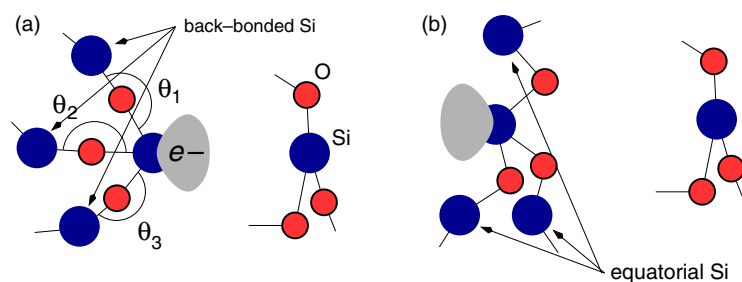 (a)
back–bonded Si
θ1
θ2
θ3
e−
O
Si
(b)
equatorial Si